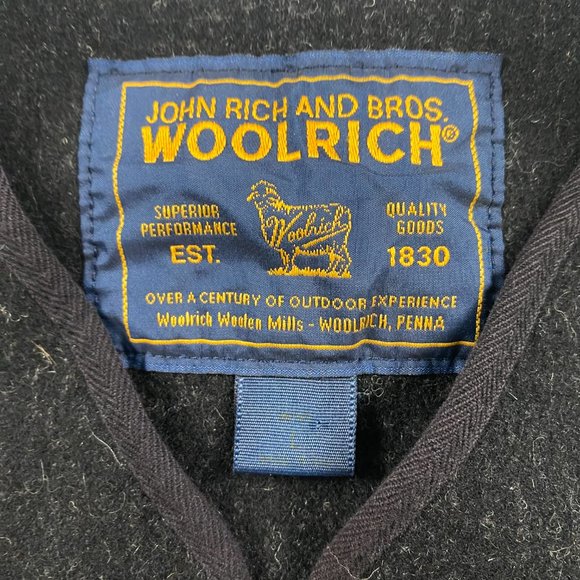 JOHN RICH AND BROS.
WOOLRICH®
SUPERIOR PERFORMANCE
Woolrich
QUALITY GOODS
EST.
1830
OVER A CENTURY OF OUTDOOR EXPERIENCE
Woolrich Woolen Mills - WOOLRICH, PENNA